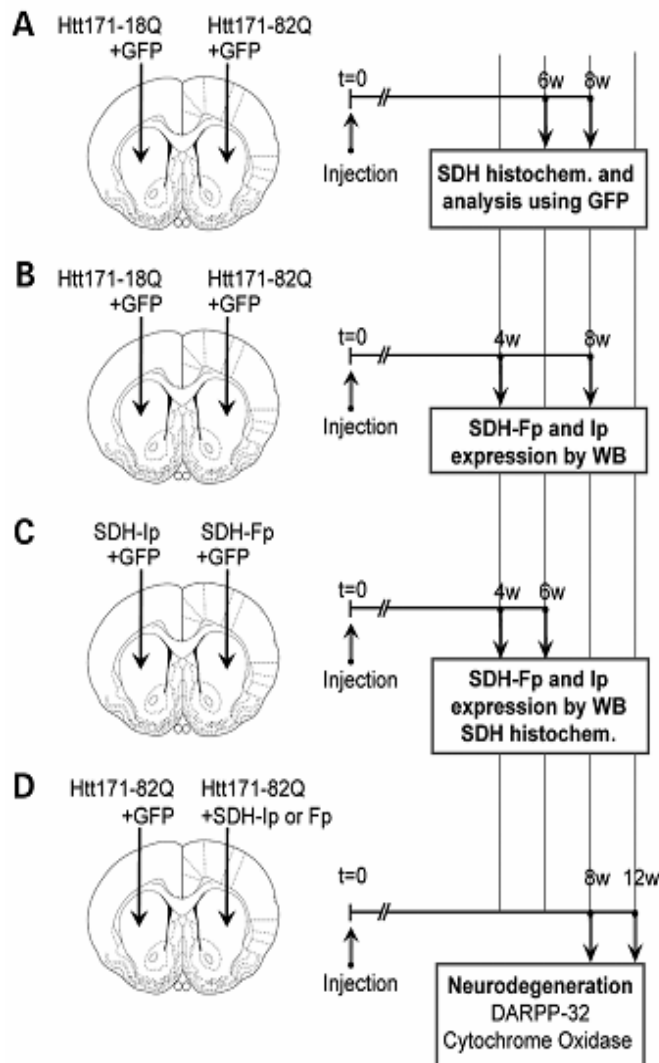 A
Htt171-18Q Htt171-82Q
+GFP +GFP
t=0 6w 8w
Injection
SDH histochem. and
analysis using GFP
B
Htt171-18Q Htt171-82Q
+GFP +GFP
t=0 4w 8w
Injection
SDH-Fp and Ip
expression by WB
C
SDH-Ip SDH-Fp
+GFP +GFP
t=0 4w 6w
Injection
SDH-Fp and Ip
expression by WB
SDH histochem.
D
Htt171-82Q Htt171-82Q
+GFP +SDH-Ip or Fp
t=0 8w 12w
Injection
Neurodegeneration
DARPP-32
Cytochrome Oxidase